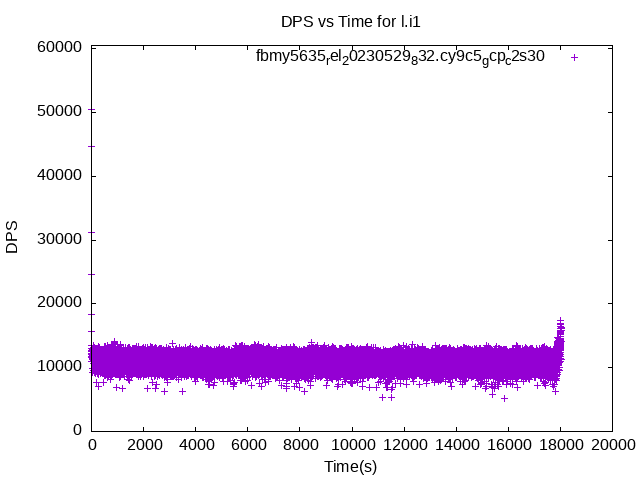 DPS vs Time for l.i1
fbmy5635rel20230529832.cy9c5gcpc2s30
60000
50000
40000
30000
20000
10000
0
DPS
0 2000 4000 6000 8000 10000 12000 14000 16000 18000 20000
Time(s)